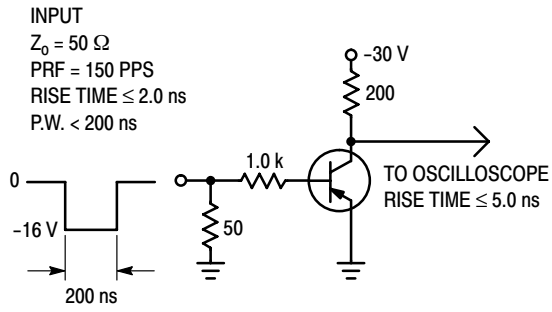 INPUT
Zo = 50 Ω
PRF = 150 PPS
RISE TIME ≤ 2.0 ns
P.W. < 200 ns
0
−16 V
200 ns
1.0 k
50
−30 V
200
TO OSCILLOSCOPE
RISE TIME ≤ 5.0 ns